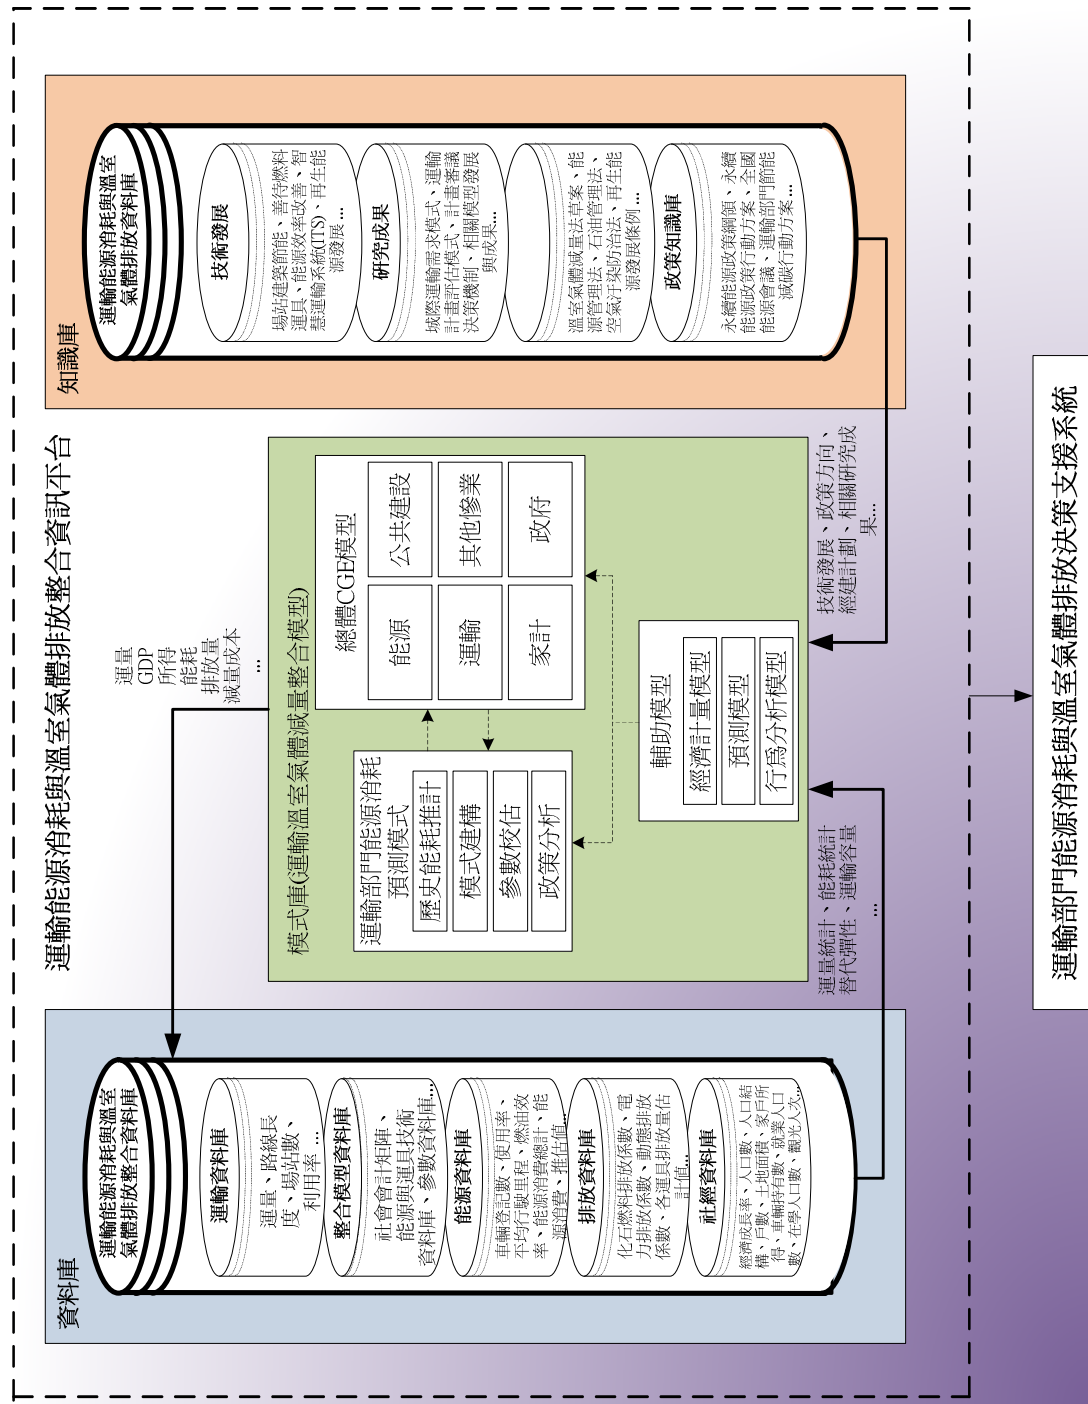 運輸能源消耗與溫室氣體排放整合資訊平台
資料庫
運輸能源消耗與溫室
氣體排放整合資料庫
運輸資料庫
運量、路線長
度、場站數、
利用率...
整合模型資料庫
社會會計矩陣、
能源與運具技術
資料庫、參數資料庫...
能源資料庫
車輛登記數、使用率、
平均行駛里程、燃油效
率、能源消費總計、能
源消費、推估值...
排放資料庫
化石燃料排放係數、電
力排放係數、動態排放
係數、各運具排放量估
計值...
社經資料庫
經濟成長率、人口數、人口結
構、戶數、土地面積、家戶所
得、車輛持有數、就業人口
數、在學人口數、觀光人次...
運量
GDP
所得
能耗
排放量
減量成本
...
模式庫(運輸溫室氣體減量整合模型)
運輸部門能源消耗
預測模式
歷史能耗推計
模式建構
參數校估
政策分析
總體CGE模型
能源
公共建設
運輸
其他慘業
家計
政府
輔助模型
經濟計量模型
預測模型
行為分析模型
運量統計、能耗統計
替代彈性、運輸容量
...
技術發展、政策方向、
經建計劃、相關研究成
果...
知識庫
運輸能源消耗與溫室
氣體排放資料庫
技術發展
場站建築節能、善待燃料
運具、能源效率改善、智
慧運輸系統(ITS)、再生能
源發展...
研究成果
城際運輸需求模式、運輸
計畫評估模式、計畫審議
決策機制、相關模型發展
與成果...
溫室氣體減量法草案、能
源管理法、石油管理法、
空氣汙染防治法、再生能
源發展條例...
政策知識庫
永續能源政策綱領、永續
能源政策行動方案、全國
能源會議、運輸部門節能
減碳行動方案...
運輸部門能源消耗與溫室氣體排放決策支援系統